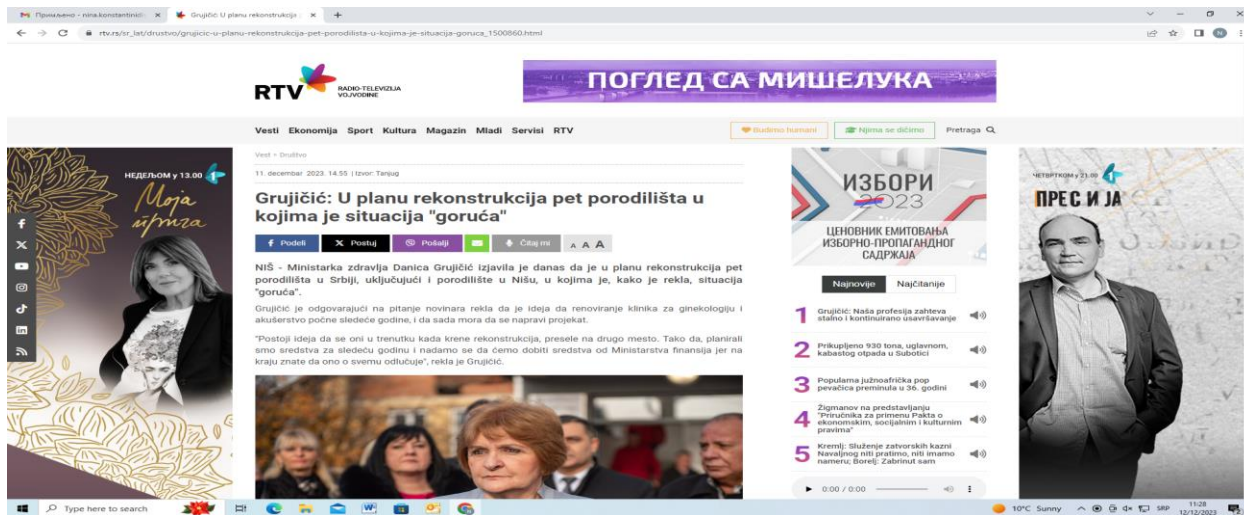 Примљено - nina.konstantinid
Grujičić: U planu rekonstrukcija
rtv.rs/sr_lat/drustvo/grujicic-u-planu-rekonstrukcija-pet-porodilista-u-kojima-je-situacija-goruca_1500860.html
N
RTV
RADIO-TELEVIZIJA
VOJVODINE
ПОГЛЕД СА МИШЕЛУКА
Vesti Ekonomija Sport Kultura Magazin Mladi Servisi RTV
Budimo humani
Njima se dičimo
Pretraga
Vest > Društvo
11. decembar 2023. 14.55 | Izvor: Tanjug
Grujičić: U planu rekonstrukcija pet porodilišta u
kojima je situacija "goruća"
Podeli
Postuj
Pošalji
Čitaj mi
A A A
NIŠ - Ministarka zdravlja Danica Grujičić izjavila je danas da je u planu rekonstrukcija pet
porodilišta u Srbiji, uključujući i porodilište u Nišu, u kojima je, kako je rekla, situacija
"goruća".
Grujičić je odgovarajući na pitanje novinara rekla da je ideja da renoviranje klinika za ginekologiju i
akušerstvo počne sledeće godine, i da sada mora da se napravi projekat.
"Postoji ideja da se oni u trenutku kada krene rekonstrukcija, presele na drugo mesto. Tako da, planirali
smo sredstva za sledeću godinu i nadamo se da ćemo dobiti sredstva od Ministarstva finansija jer na
kraju znate da ono o svemu odlučuje", rekla je Grujičić.
НЕДЕЉОМ у 13.00
1
Moja
ИЗБОРИ
2023
ЦЕНОВНИК ЕМИТОВАЊА
ИЗБОРНО-ПРОПАГАНДНОГ
САДРЖАЈА
Najnovije
Najčitanije
1
Grujičić: Naša profesija zahteva
stalno i kontinuirano usavršavanje
2
Prikupljeno 930 tona, uglavnom,
kabastog otpada u Subotici
3
Popularna južnoafrička pop
pevačica preminula u 36. godini
4
Žigmanov na predstavljanju
"Priručnika za primenu Pakta o
ekonomskim, socijalnim i kulturnim
pravima"
5
Kremlj: Služenje zatvorskih kazni
Navaljnog niti pratimo, niti imamo
nameru; Borelj: Zabrinut sam
0:00 / 0:00
ЧЕТВРТКОМ у 21.00
1
ПРЕС И ЈА
Type here to search
10°C Sunny
SRP
11:28
12/12/2023